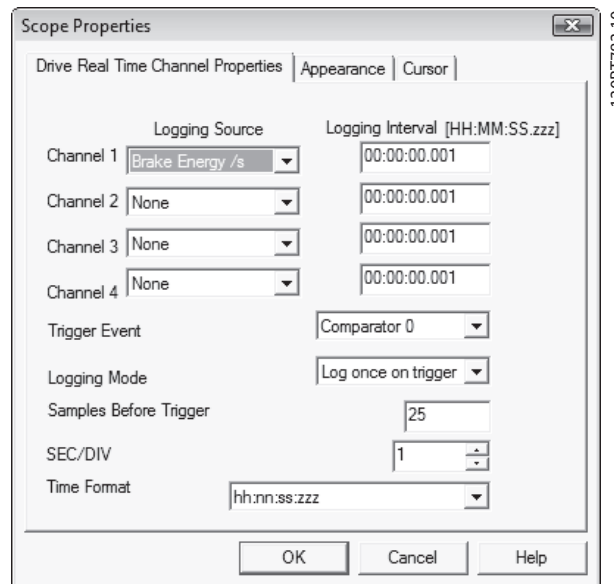 Scope Properties
Drive Real Time Channel Properties Appearance Cursor
Logging Source Logging Interval [HH:MM:SS.zzz]
Channel 1 Brake Energy /s 00:00:00.001
Channel 2 None 00:00:00.001
Channel 3 None 00:00:00.001
Channel 4 None 00:00:00.001
Trigger Event Comparator 0
Logging Mode Log once on trigger
Samples Before Trigger 25
SEC/DIV 1
Time Format hh:nn:ss:zzz
OK Cancel Help